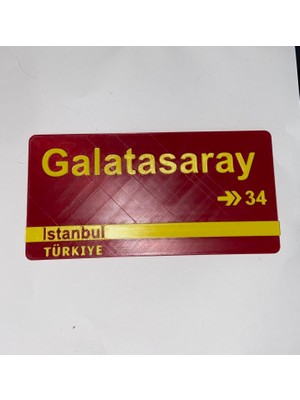 Galatasaray
34
Istanbul
TÜRKIYE